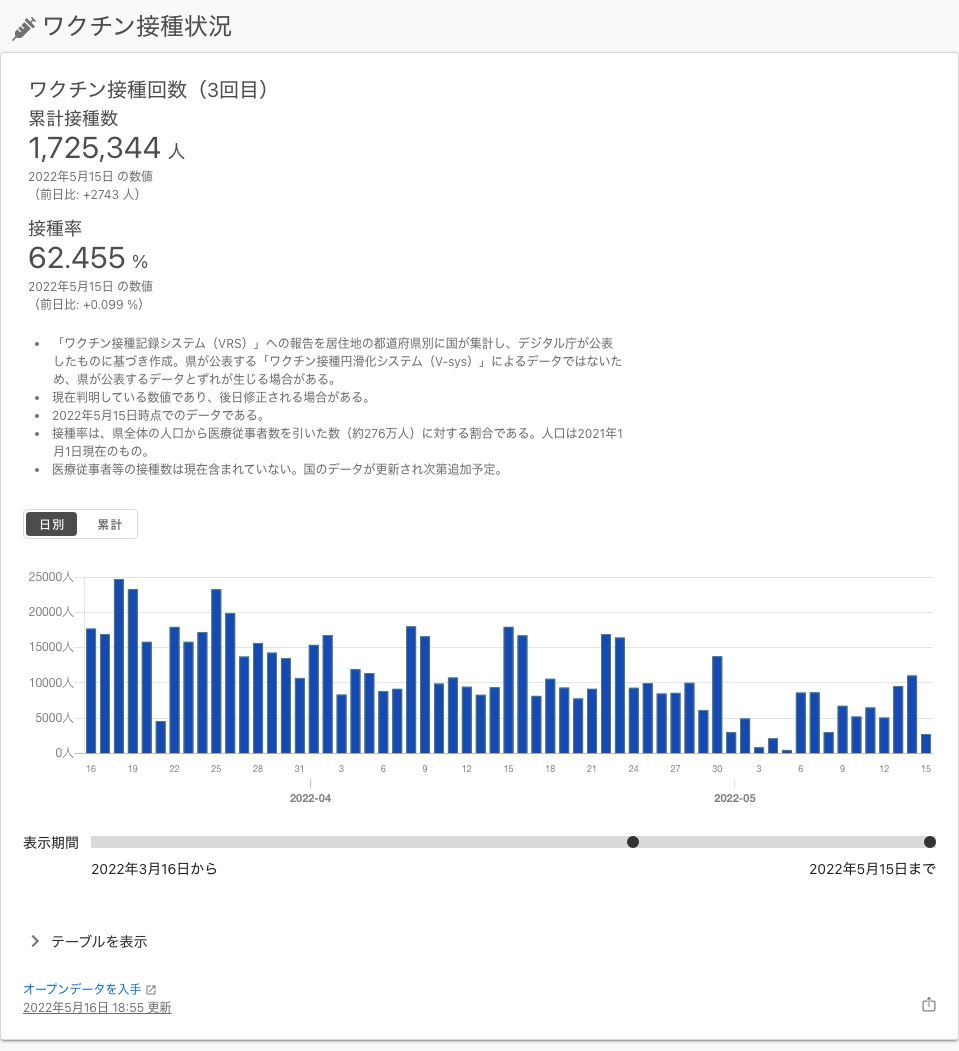 ワクチン接種状況
ワクチン接種回数（3回目）
累計接種数
1,725,344 人
2022年5月15日 の数値
（前日比: +2743 人）
接種率
62.455 %
2022年5月15日 の数値
（前日比: +0.099 %）
• 「ワクチン接種記録システム（VRS）」への報告を居住地の都道府県別に国が集計し、デジタル庁が公表
したものに基づき作成。県が公表する「ワクチン接種円滑化システム（V-sys）」によるデータではないた
め、県が公表するデータとずれが生じる場合がある。
• 現在判明している数値であり、後日修正される場合がある。
• 2022年5月15日時点でのデータである。
• 接種率は、県全体の人口から医療従事者数を引いた数（約276万人）に対する割合である。人口は2021年1
月1日現在のもの。
• 医療従事者等の接種数は現在含まれていない。国のデータが更新され次第追加予定。
日別 累計
25000人
20000人
15000人
10000人
5000人
0人
16 19 22 25 28 31 3 6 9 12 15 18 21 24 27 30 3 6 9 12 15
2022-04 2022-05
表示期間
2022年3月16日から 2022年5月15日まで
テーブルを表示
オープンデータを入手
2022年5月16日 18:55 更新